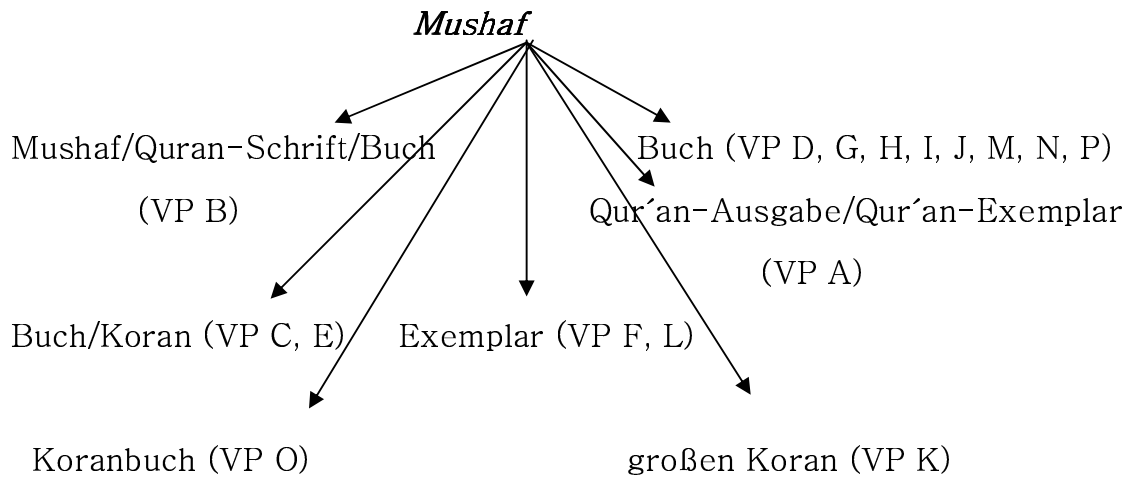 Mushaf
Mushaf/Quran-Schrift/Buch
(VP B)
Buch (VP D, G, H, I, J, M, N, P)
Qur´an-Ausgabe/Qur´an-Exemplar
(VP A)
Buch/Koran (VP C, E)
Exemplar (VP F, L)
Koranbuch (VP O)
großen Koran (VP K)